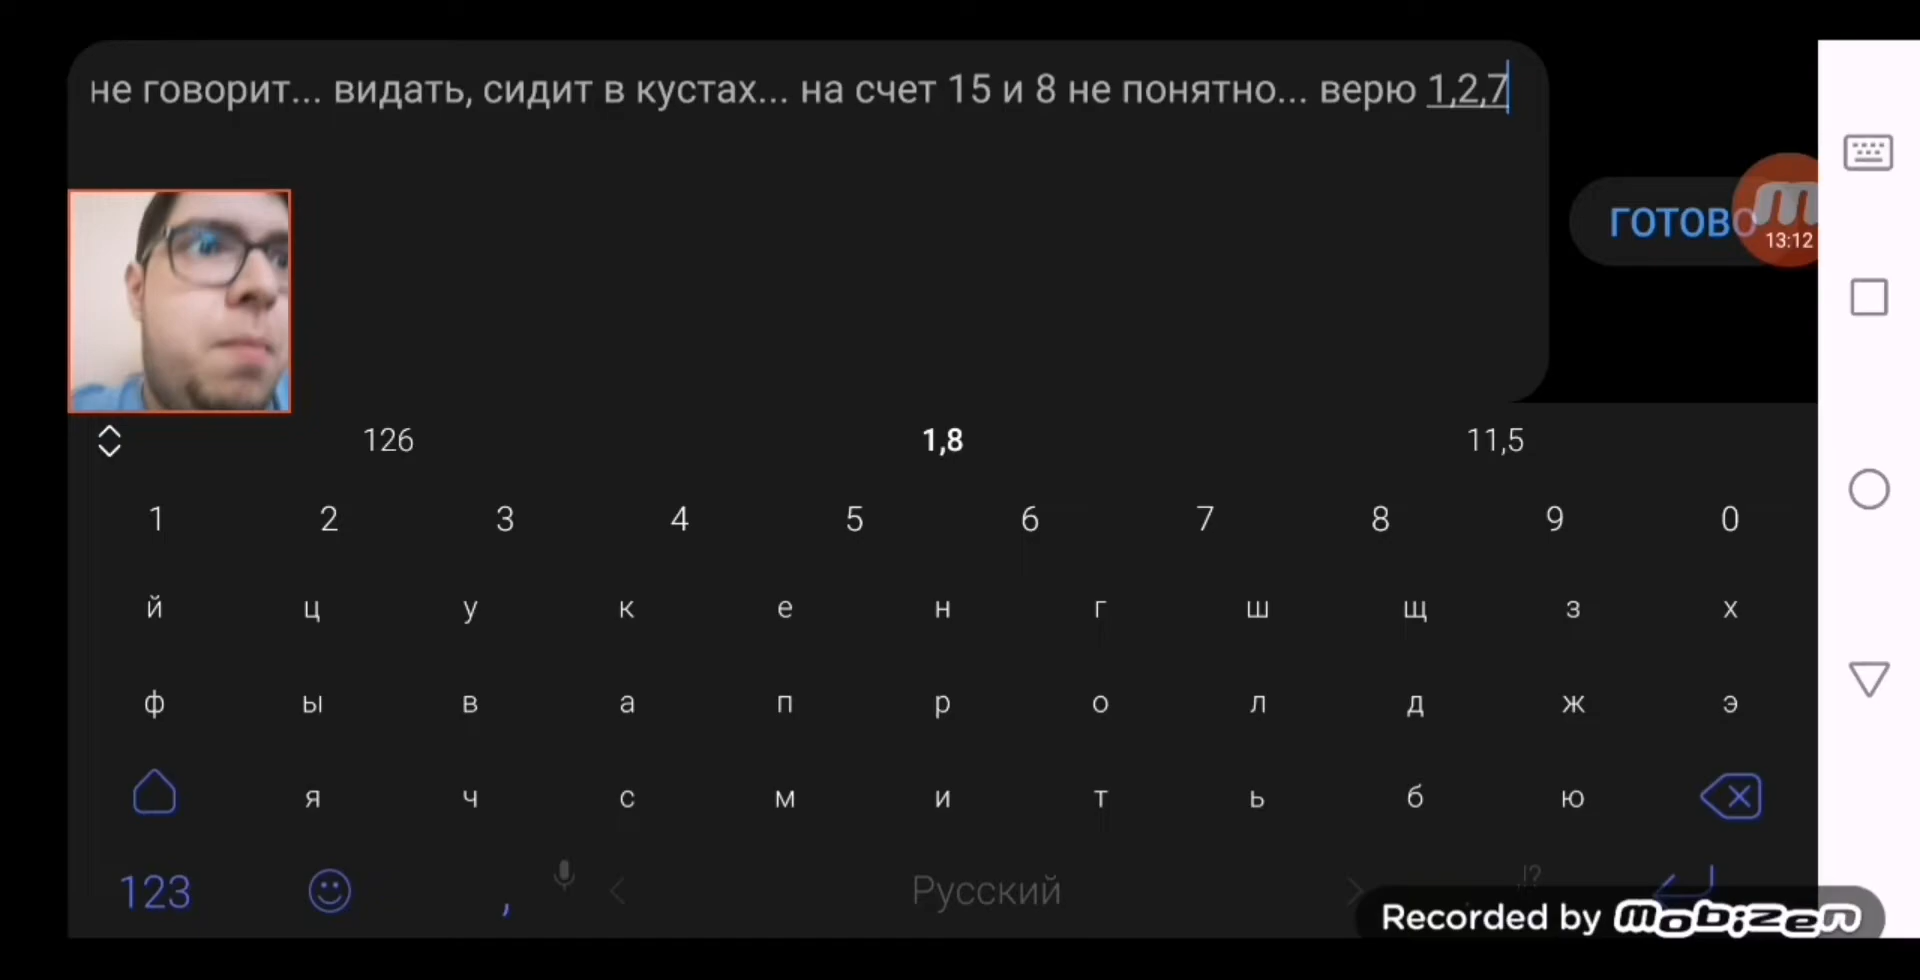 не говорит... видать, сидит в кустах... на счет 15 и 8 не понятно... верю 1,2,7
ГОТОВО
13:12
126 1,8 11,5
1 2 3 4 5 6 7 8 9 0
й ц у к е н г ш щ з х
ф ы в а п р о л д ж э
я ч с м и т ь б ю
123 , Русский !?
Recorded by mobizen